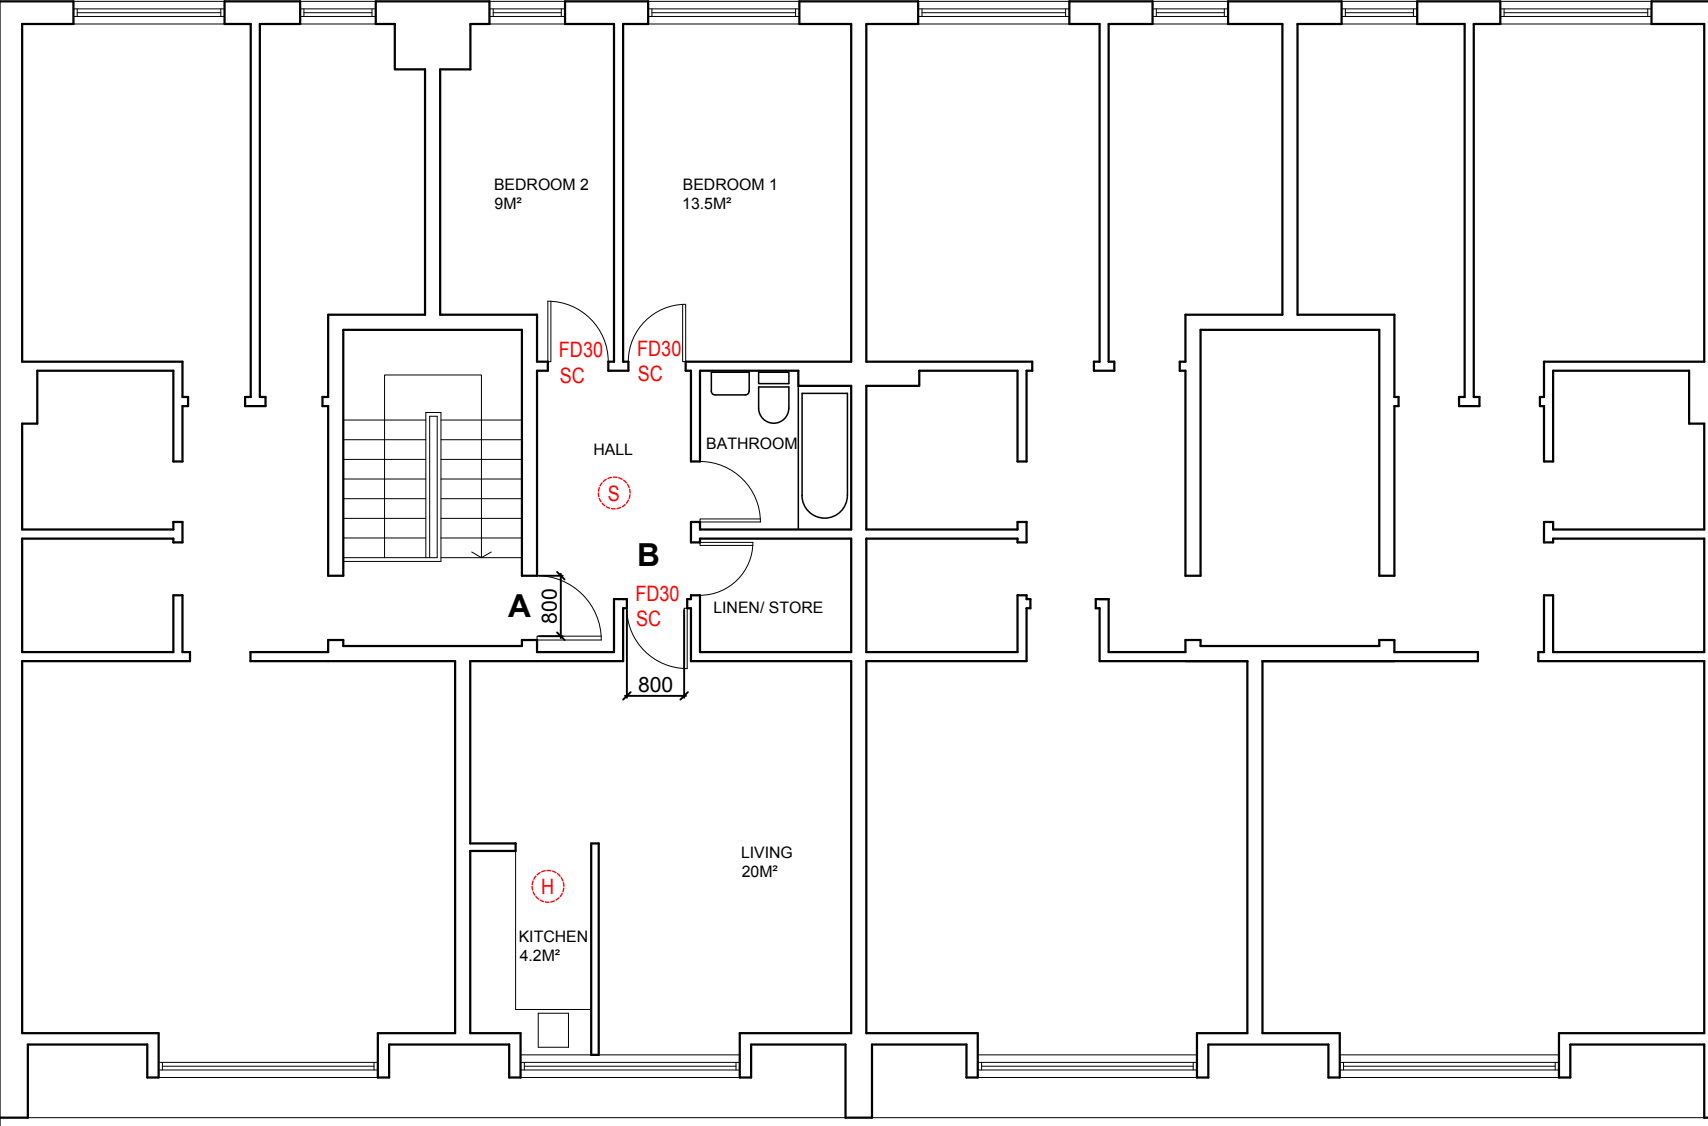 BEDROOM 2
9M²
BEDROOM 1
13.5M²
FD30
SC
FD30
SC
HALL
BATHROOM
S
B
A
800
FD30
SC
LINEN/ STORE
800
LIVING
20M²
H
KITCHEN
4.2M²